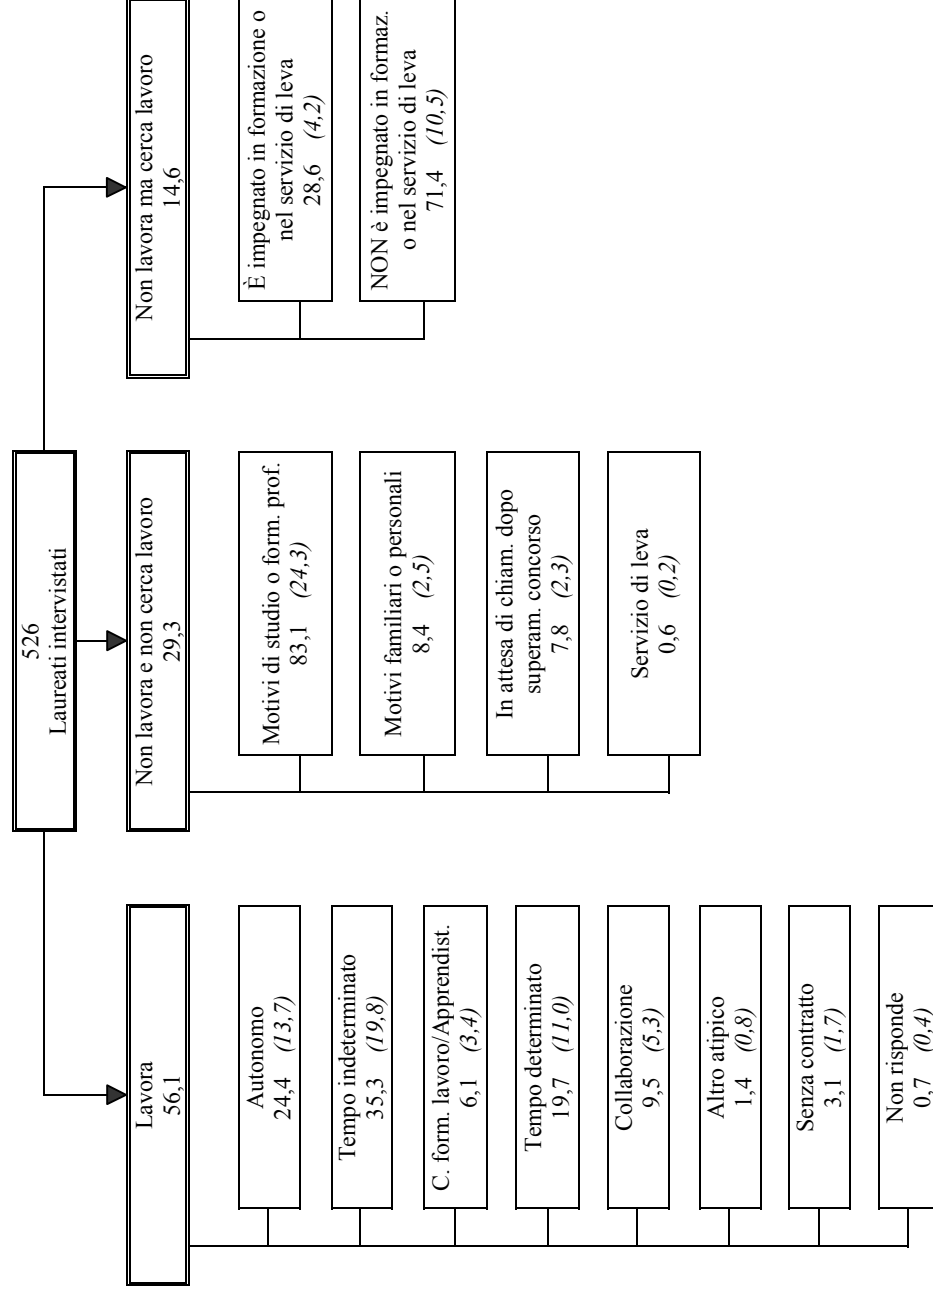 526
Laureati intervistati
Lavora
56,1
Autonomo
24,4 (13,7)
Tempo indeterminato
35,3 (19,8)
C. form. lavoro/Apprendist.
6,1 (3,4)
Tempo determinato
19,7 (11,0)
Collaborazione
9,5 (5,3)
Altro atipico
1,4 (0,8)
Senza contratto
3,1 (1,7)
Non risponde
0,7 (0,4)
Non lavora e non cerca lavoro
29,3
Motivi di studio o form. prof.
83,1 (24,3)
Motivi familiari o personali
8,4 (2,5)
In attesa di chiam. dopo
superam. concorso
7,8 (2,3)
Servizio di leva
0,6 (0,2)
Non lavora ma cerca lavoro
14,6
È impegnato in formazione o
nel servizio di leva
28,6 (4,2)
NON è impegnato in formaz.
o nel servizio di leva
71,4 (10,5)